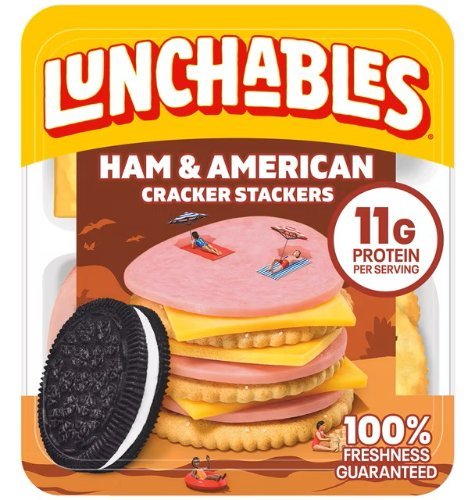 LUNCHABLES®
HAM & AMERICAN
CRACKER STACKERS
11G
PROTEIN
PER SERVING
100%
FRESHNESS
GUARANTEED